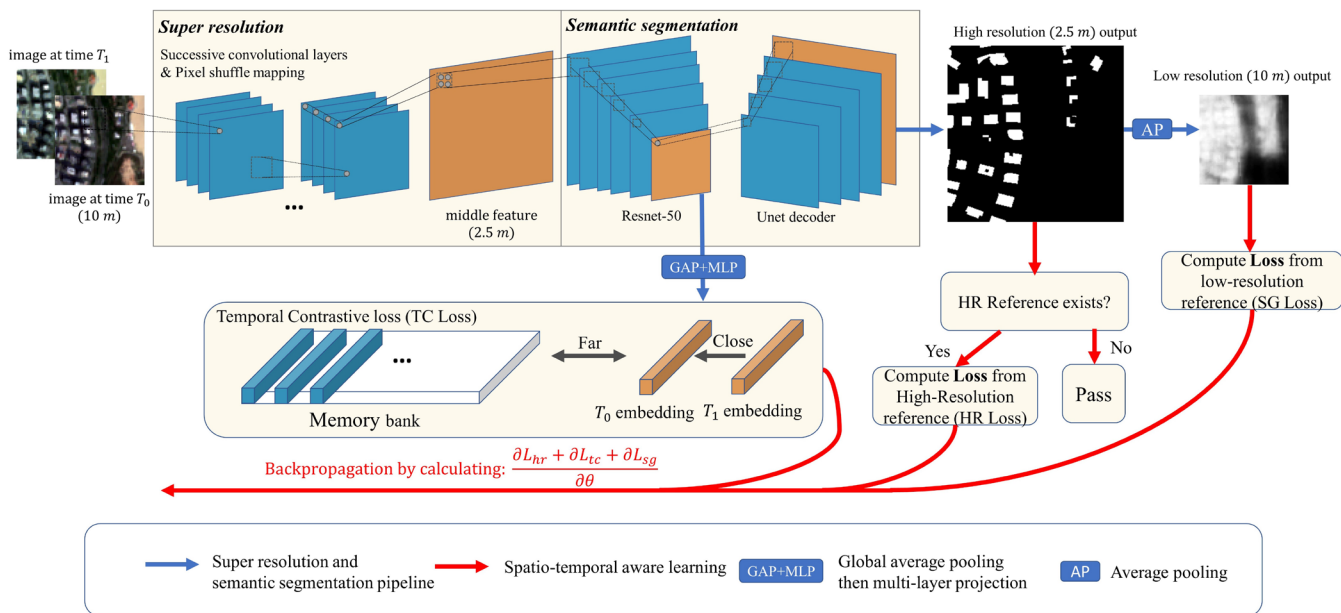 Super resolution
Semantic segmentation
Successive convolutional layers
& Pixel shuffle mapping
image at time T₁
image at time T₀
(10 m)
•••
middle feature
(2.5 m)
Resnet-50
Unet decoder
High resolution (2.5 m) output
Low resolution (10 m) output
AP
GAP+MLP
Temporal Contrastive loss (TC Loss)
•••
Far
Close
Memory bank
T₀ embedding
T₁ embedding
HR Reference exists?
Yes
No
Compute Loss from
High-Resolution
reference (HR Loss)
Pass
Compute Loss from
low-resolution
reference (SG Loss)
Backpropagation by calculating: ∂L_hr + ∂L_tc + ∂L_sg
∂θ
Super resolution and
semantic segmentation pipeline
Spatio-temporal aware learning
GAP+MLP
Global average pooling
then multi-layer projection
AP
Average pooling